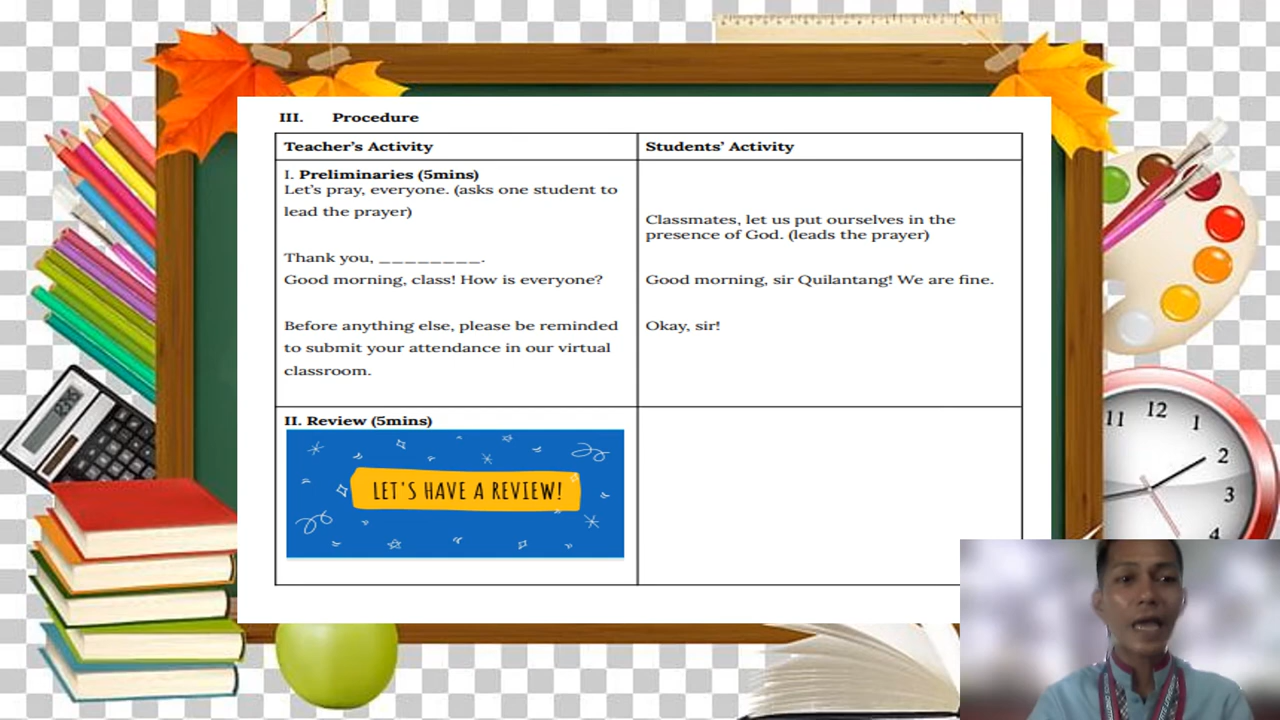 III. Procedure
Teacher's Activity
Students' Activity
I. Preliminaries (5mins)
Let's pray, everyone. (asks one student to
lead the prayer)
Classmates, let us put ourselves in the
presence of God. (leads the prayer)
Thank you, ________.
Good morning, class! How is everyone?
Good morning, sir Quilantang! We are fine.
Before anything else, please be reminded
to submit your attendance in our virtual
classroom.
Okay, sir!
II. Review (5mins)
LET'S HAVE A REVIEW!
11 12 1
2
3
4